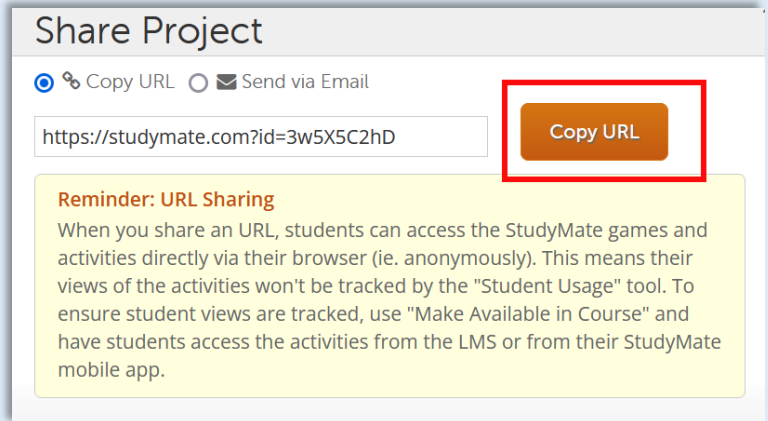 Share Project
Copy URL Send via Email
https://studymate.com?id=3w5X5C2hD Copy URL
Reminder: URL Sharing
When you share an URL, students can access the StudyMate games and
activities directly via their browser (ie. anonymously). This means their
views of the activities won't be tracked by the "Student Usage" tool. To
ensure student views are tracked, use "Make Available in Course" and
have students access the activities from the LMS or from their StudyMate
mobile app.